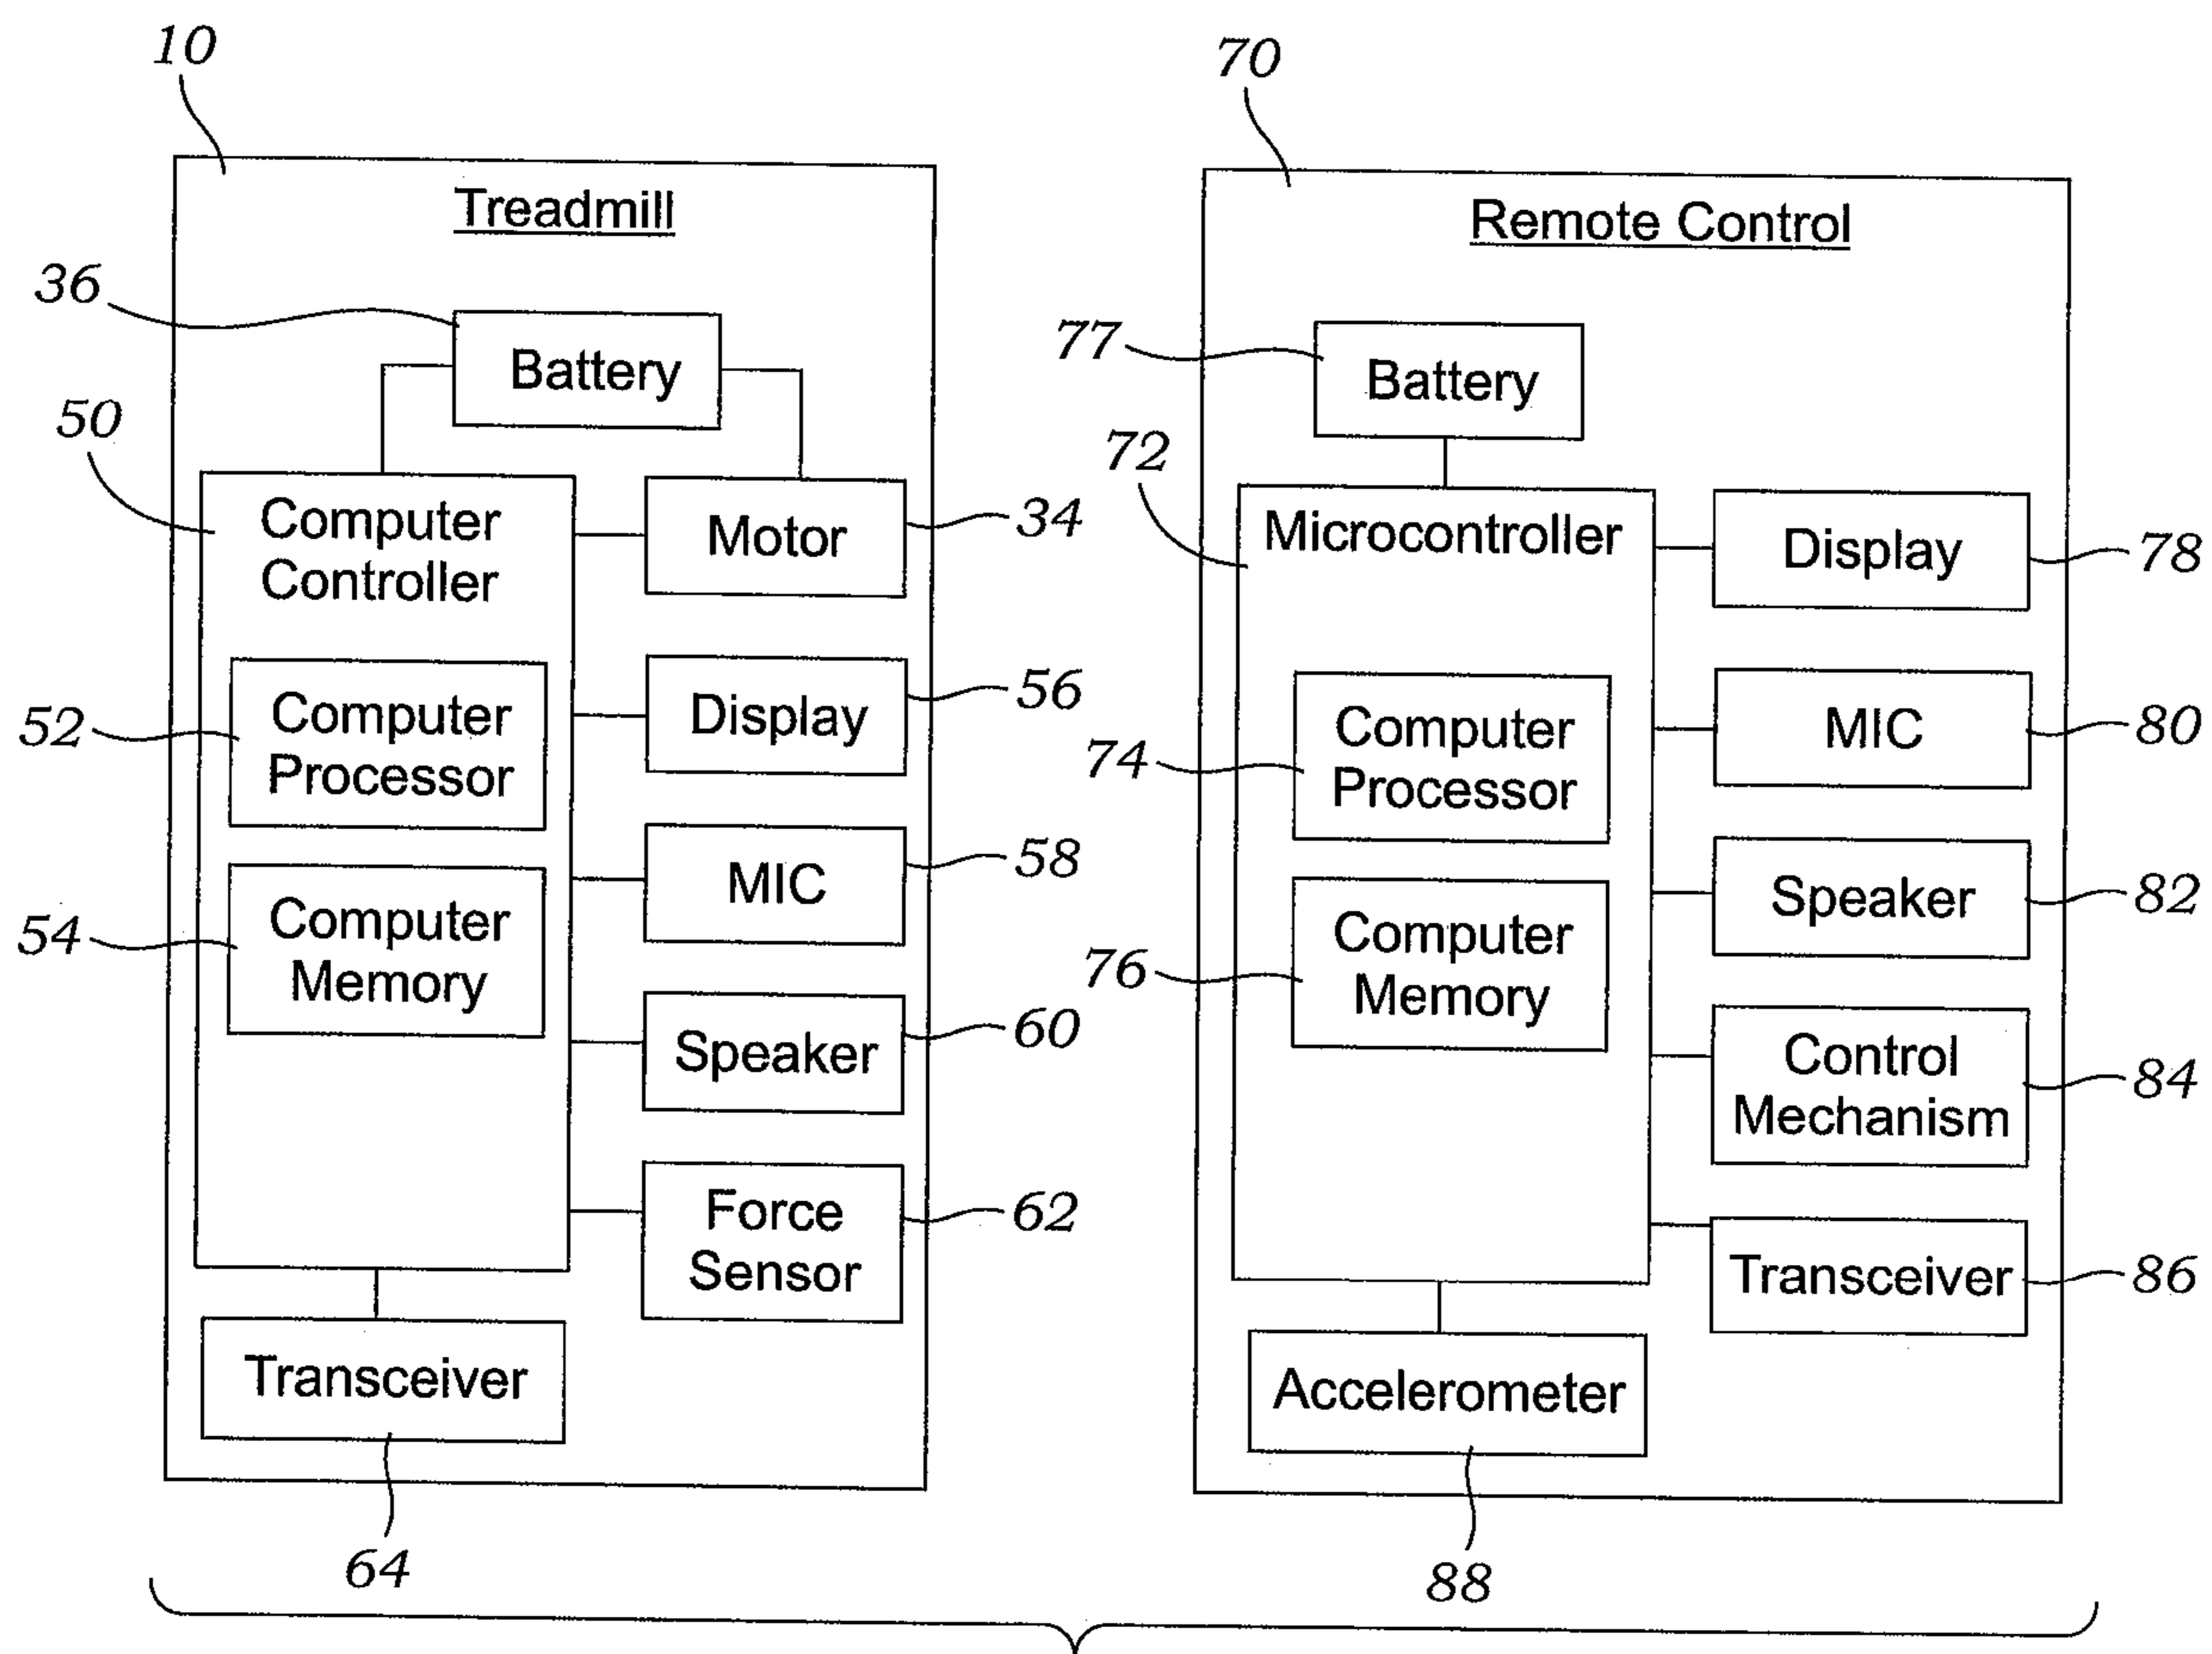 10
Treadmill
36
Battery
50
Computer
Controller
Motor
34
52
Computer
Processor
Display
56
54
Computer
Memory
MIC
58
Speaker
60
Force
Sensor
62
Transceiver
64
70
Remote Control
77
Battery
72
Microcontroller
Display
78
74
Computer
Processor
MIC
80
76
Computer
Memory
Speaker
82
Control
Mechanism
84
Transceiver
86
Accelerometer
88